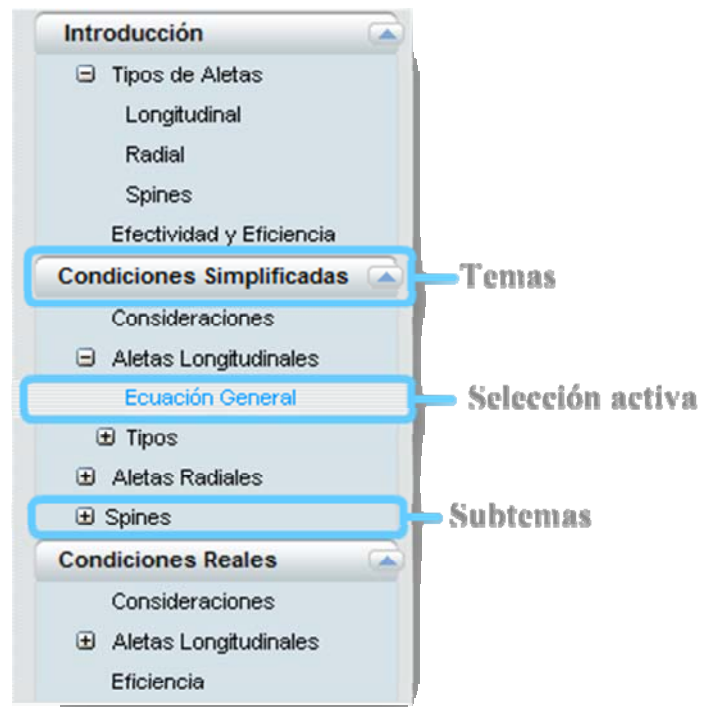 Introducción
Tipos de Aletas
Longitudinal
Radial
Spines
Efectividad y Eficiencia
Condiciones Simplificadas
Temas
Consideraciones
Aletas Longitudinales
Ecuación General
Selección activa
Tipos
Aletas Radiales
Spines
Subtemas
Condiciones Reales
Consideraciones
Aletas Longitudinales
Eficiencia